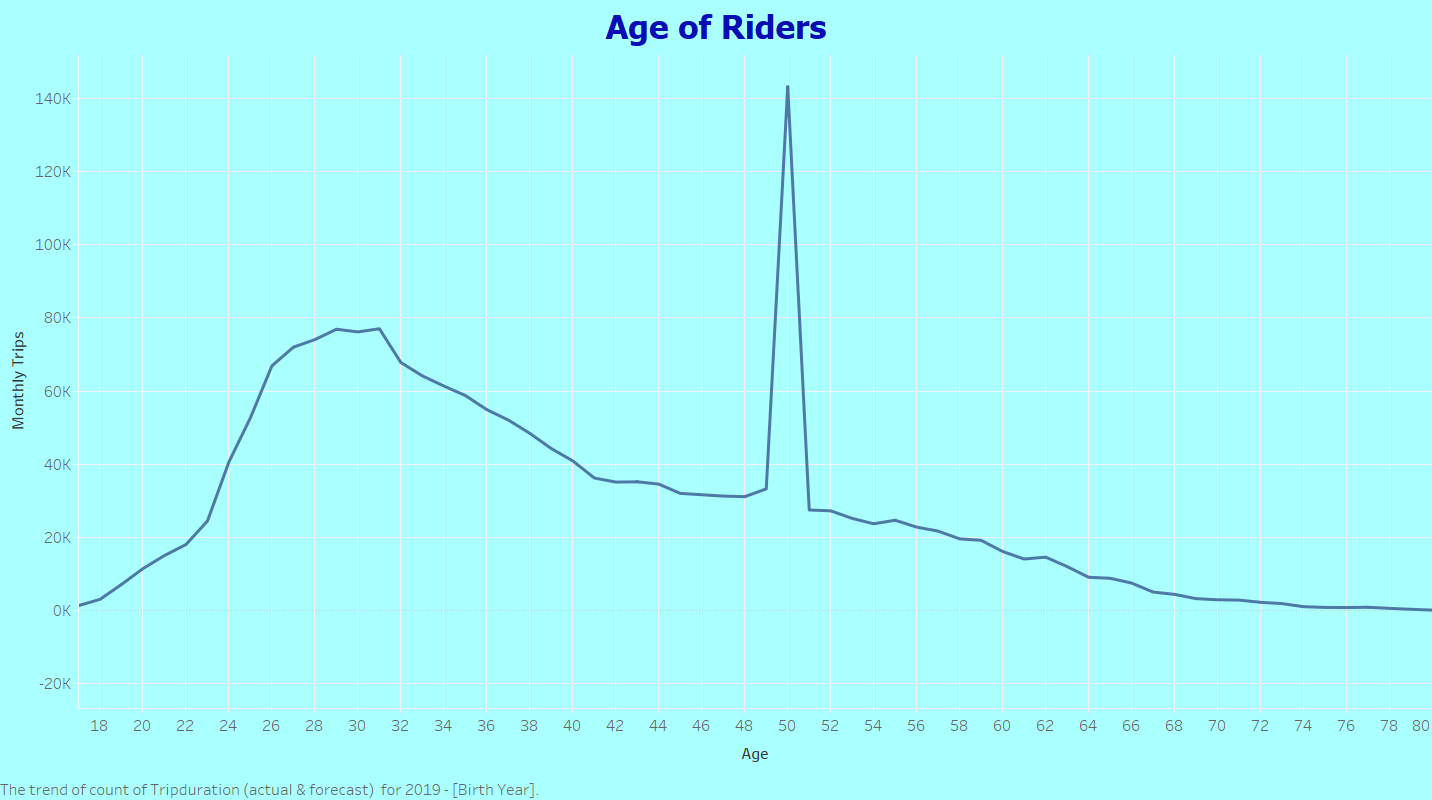 Age of Riders
140K
120K
100K
80K
60K
40K
20K
0K
-20K
Monthly Trips
18 20 22 24 26 28 30 32 34 36 38 40 42 44 46 48 50 52 54 56 58 60 62 64 66 68 70 72 74 76 78 80
Age
The trend of count of Tripduration (actual & forecast) for 2019 - [Birth Year].